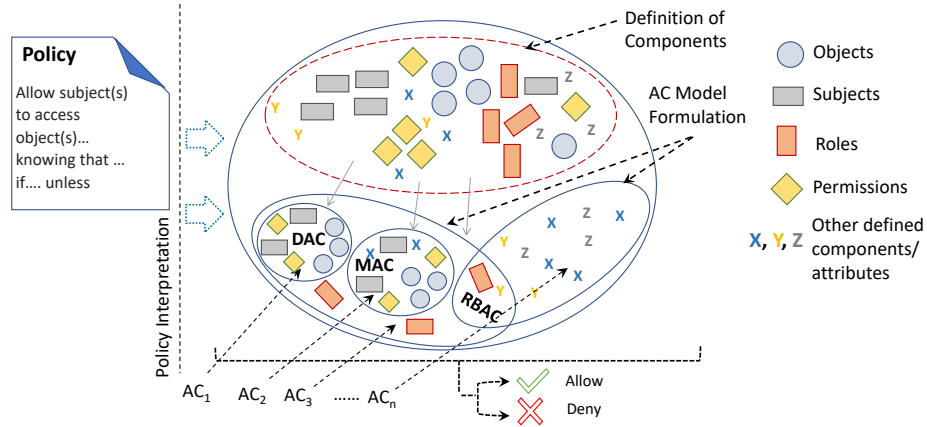 Policy
Allow subject(s)
to access
object(s)...
knowing that ...
if.... unless
Policy Interpretation
Definition of
Components
AC Model
Formulation
Objects
Subjects
Roles
Permissions
X, Y, Z
Other defined
components/
attributes
Z
X
Y
Y
Y
X
Z
Z
X
DAC
X
X
MAC
Y
RBAC
Z
X
X
Y
Z
Z
X
X
Y
AC1
AC2
AC3
...... ACn
Allow
Deny